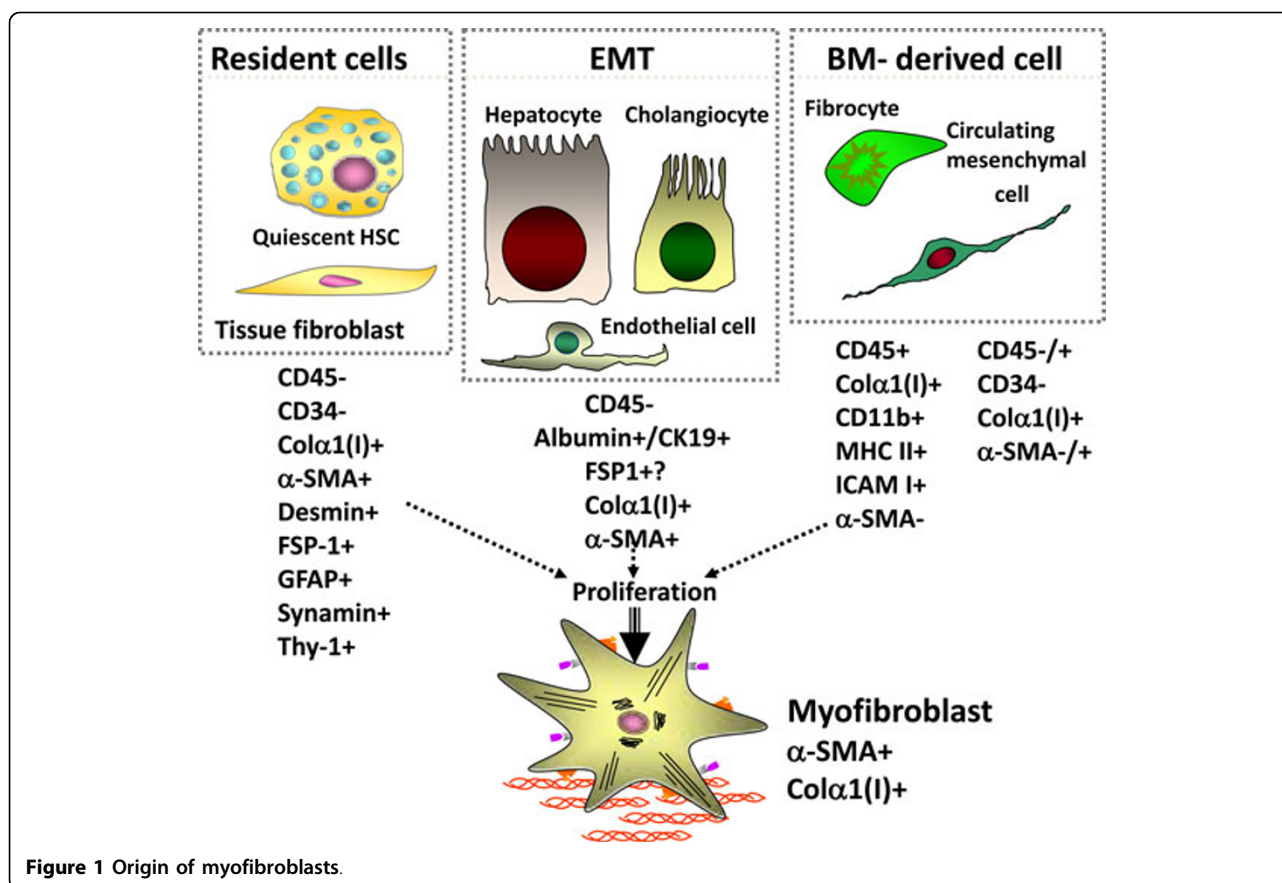 Resident cells
Quiescent HSC
Tissue fibroblast
CD45-
CD34-
Colα1(I)+
α-SMA+
Desmin+
FSP-1+
GFAP+
Synamin+
Thy-1+
EMT
Hepatocyte
Cholangiocyte
Endothelial cell
CD45-
Albumin+/CK19+
FSP1+?
Colα1(I)+
α-SMA+
BM- derived cell
Fibrocyte
Circulating
mesenchymal
cell
CD45+
Colα1(I)+
CD11b+
MHC II+
ICAM I+
α-SMA-
CD45-/+
CD34-
Colα1(I)+
α-SMA-/+
Proliferation
Myofibroblast
α-SMA+
Colα1(I)+
Figure 1 Origin of myofibroblasts.